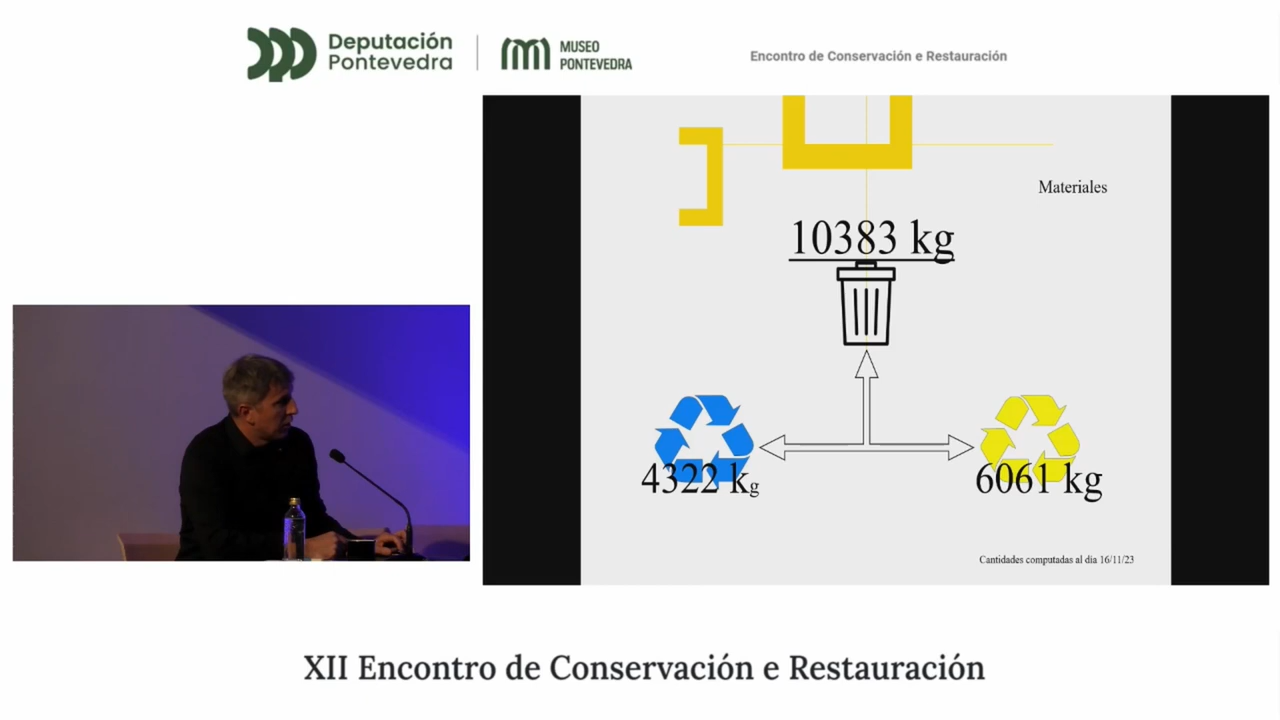 Deputación
Pontevedra
MUSEO
PONTEVEDRA
Encontro de Conservación e Restauración
Materiales
10383 kg
4322 kg
6061 kg
Cantidades computadas al día 16/11/23
XII Encontro de Conservación e Restauración